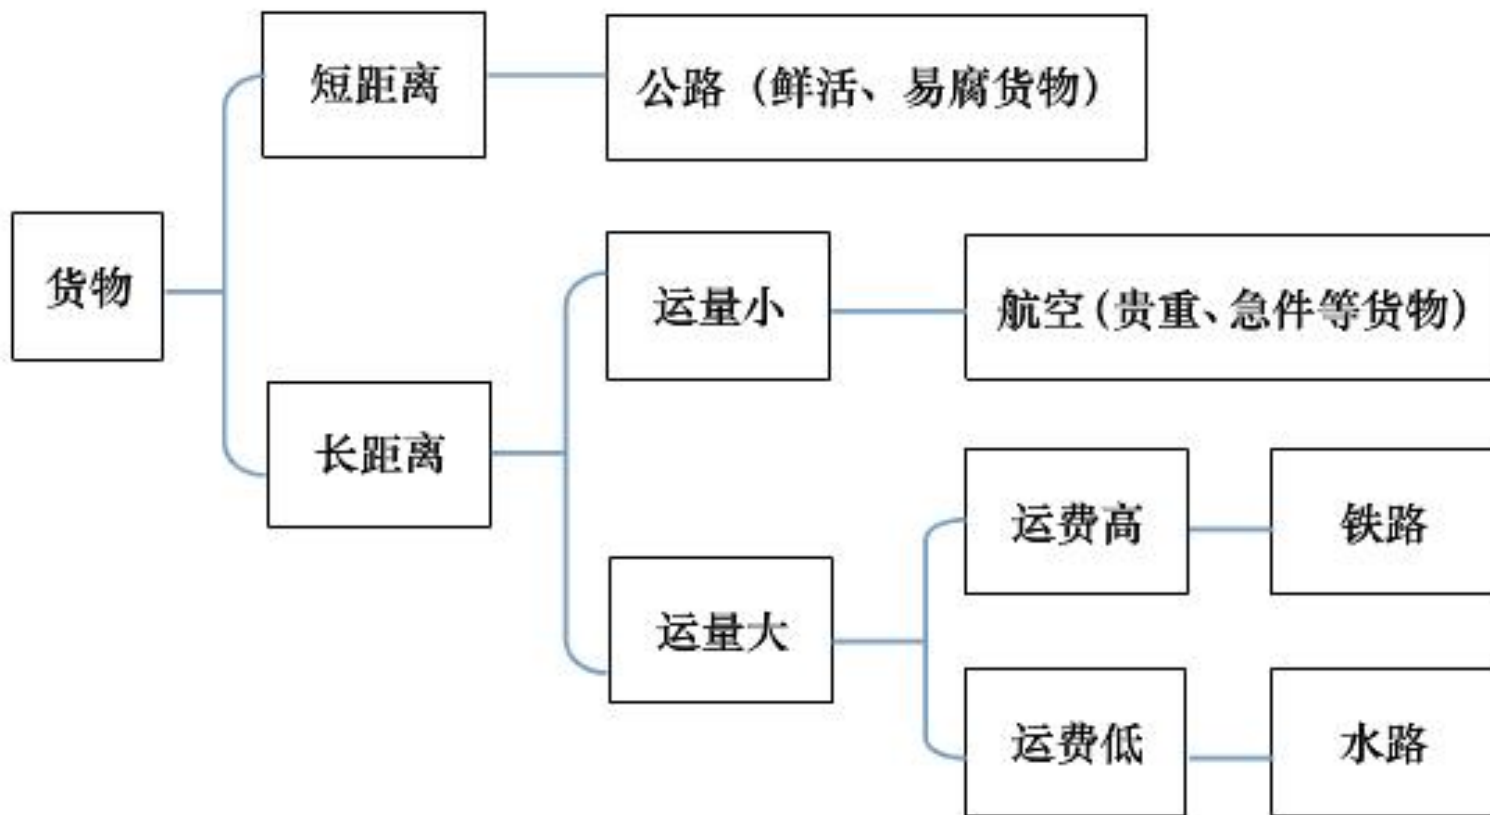 短距离
公路（鲜活、易腐货物）
货物
运量小
航空(贵重、急件等货物)
长距离
运费高
铁路
运量大
运费低
水路